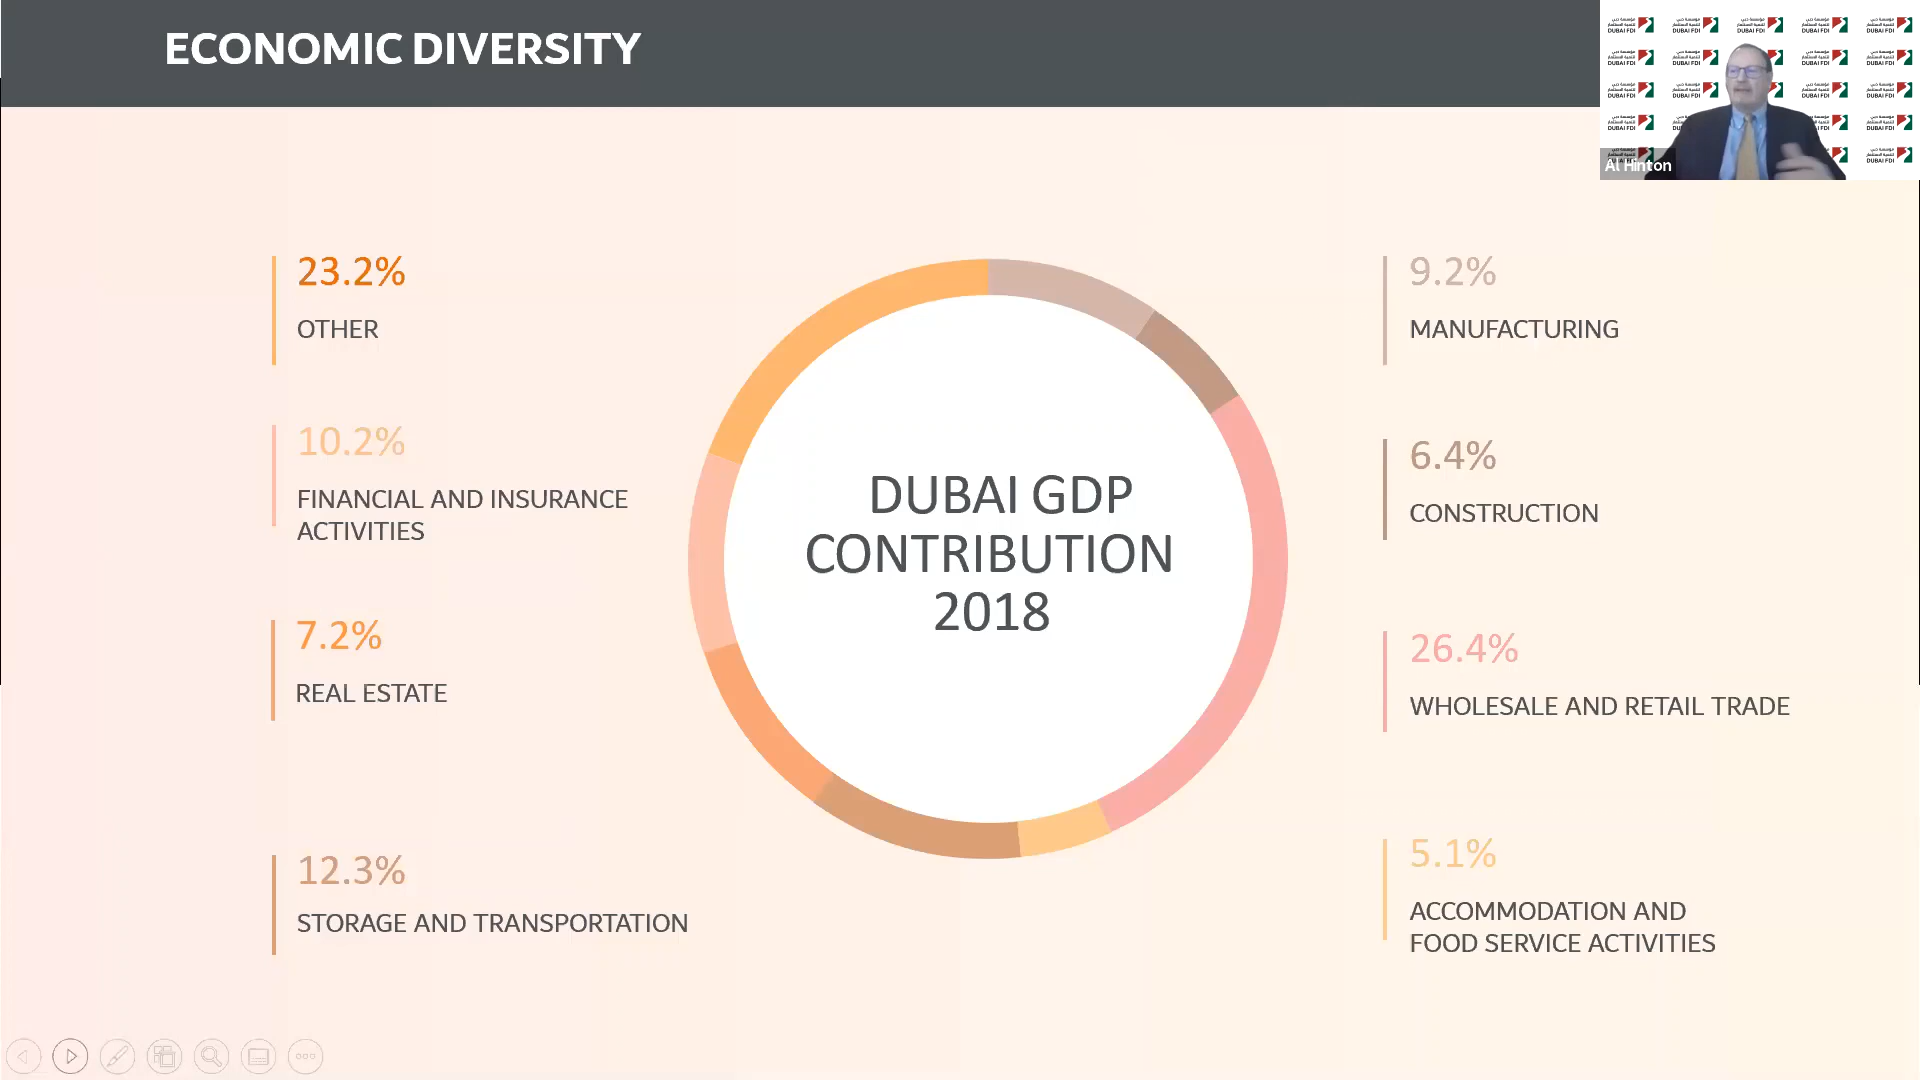 ECONOMIC DIVERSITY
DUBAI FDI
Al Hinton
23.2%
OTHER
10.2%
FINANCIAL AND INSURANCE
ACTIVITIES
7.2%
REAL ESTATE
12.3%
STORAGE AND TRANSPORTATION
DUBAI GDP
CONTRIBUTION
2018
9.2%
MANUFACTURING
6.4%
CONSTRUCTION
26.4%
WHOLESALE AND RETAIL TRADE
5.1%
ACCOMMODATION AND
FOOD SERVICE ACTIVITIES